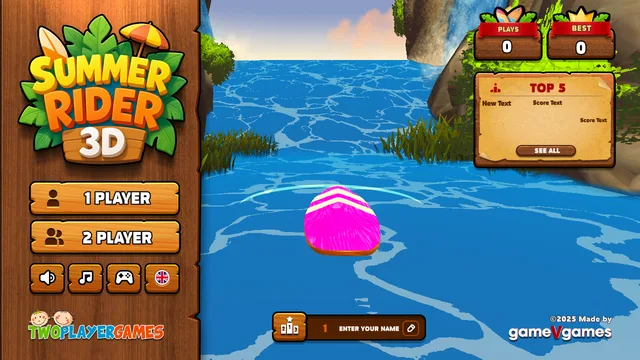 SUMMER
RIDER
3D
1 PLAYER
2 PLAYER
TWOPLAYERGAMES
PLAYS
0
BEST
0
TOP 5
New Text
Score Text
Score Text
SEE ALL
1 ENTER YOUR NAME
©2025 Made by
gameVgames